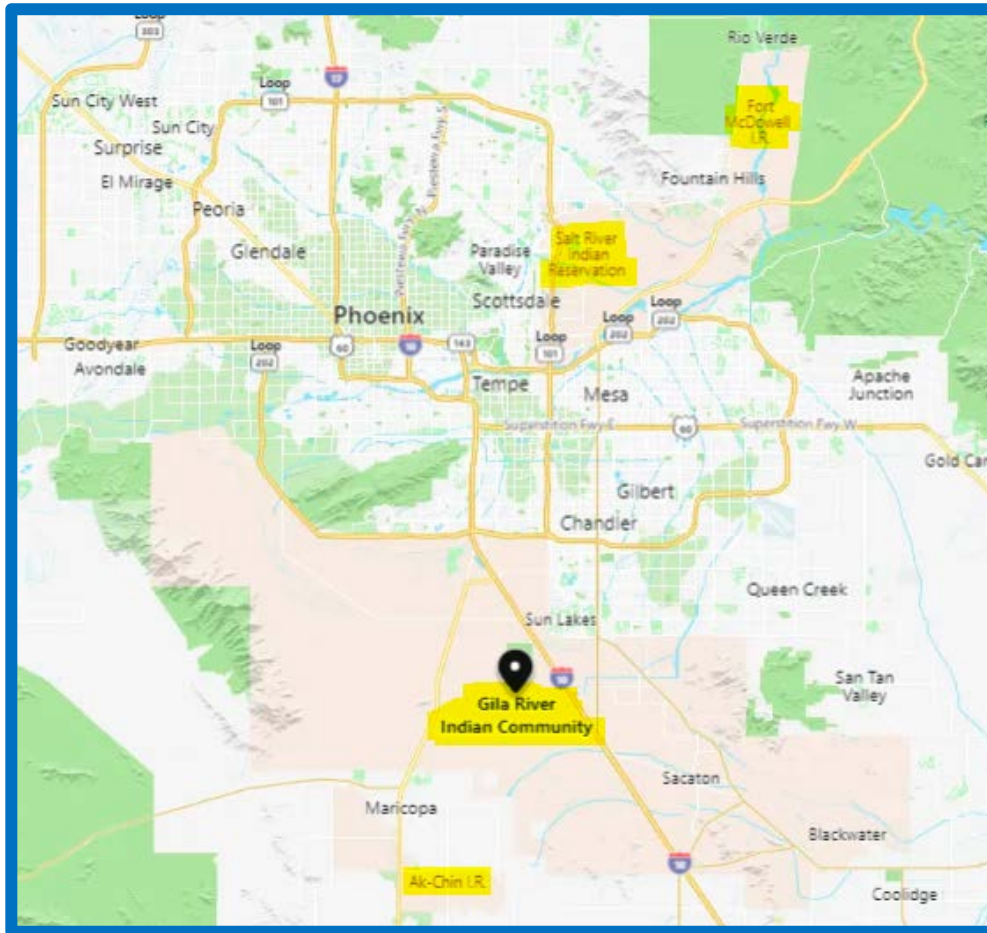 Loop
303
Rio Verde
17
Loop
101
Sun City West
Fort
McDowell
I.R.
Sun City
Surprise
El Mirage
Fountain Hills
Peoria
Glendale
Paradise
Valley
Salt River
Indian
Reservation
Scottsdale
Phoenix
Loop
202
Loop
202
Goodyear
Avondale
Loop
202
60
10
143
Loop
101
Tempe
Mesa
Apache
Junction
Superstition Fwy E
60
Superstition Fwy W
Gold Can
Gilbert
Chandler
Queen Creek
Sun Lakes
10
San Tan
Valley
Gila River
Indian Community
Sacaton
Maricopa
Blackwater
10
Ak-Chin I.R.
Coolidge